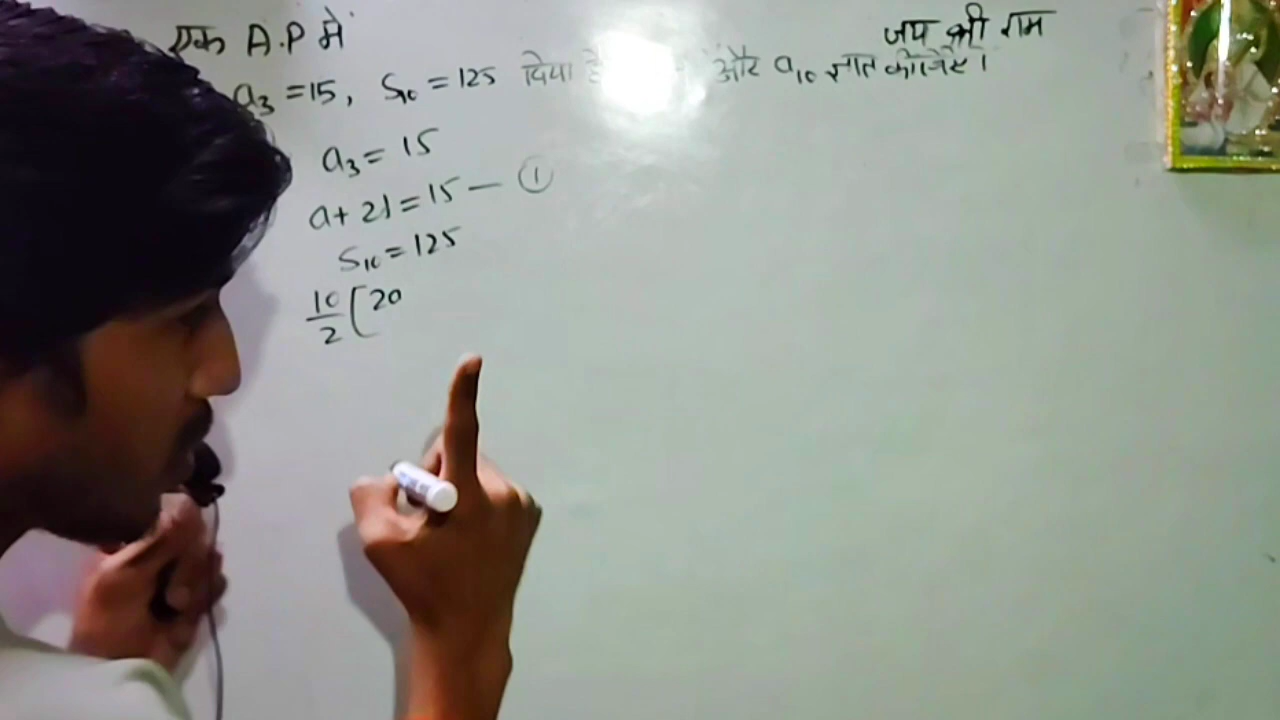 एक A.P में
जय श्री राम
a₃ = 15, S₁₀ = 125 दिया और a₁₀ ज्ञात कीजिए।
a₃ = 15
a + 2d = 15 — ①
S₁₀ = 125
10/2 [2a